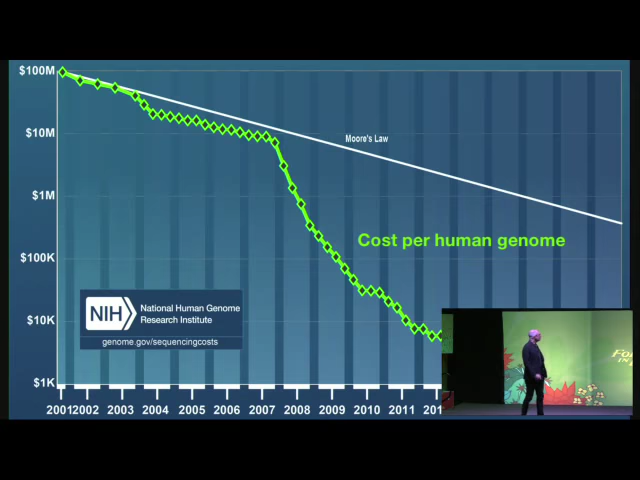 $100M
$10M
$1M
$100K
$10K
$1K
Moore's Law
Cost per human genome
NIH
National Human Genome
Research Institute
genome.gov/sequencingcosts
2001 2002 2003 2004 2005 2006 2007 2008 2009 2010 2011